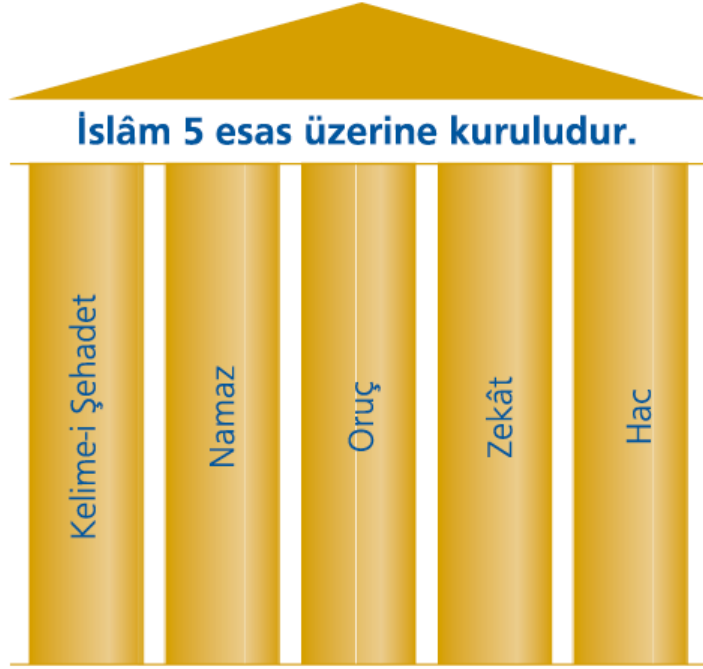 İslâm 5 esas üzerine kuruludur.
Kelime-i Şehadet
Namaz
Oruç
Zekât
Hac